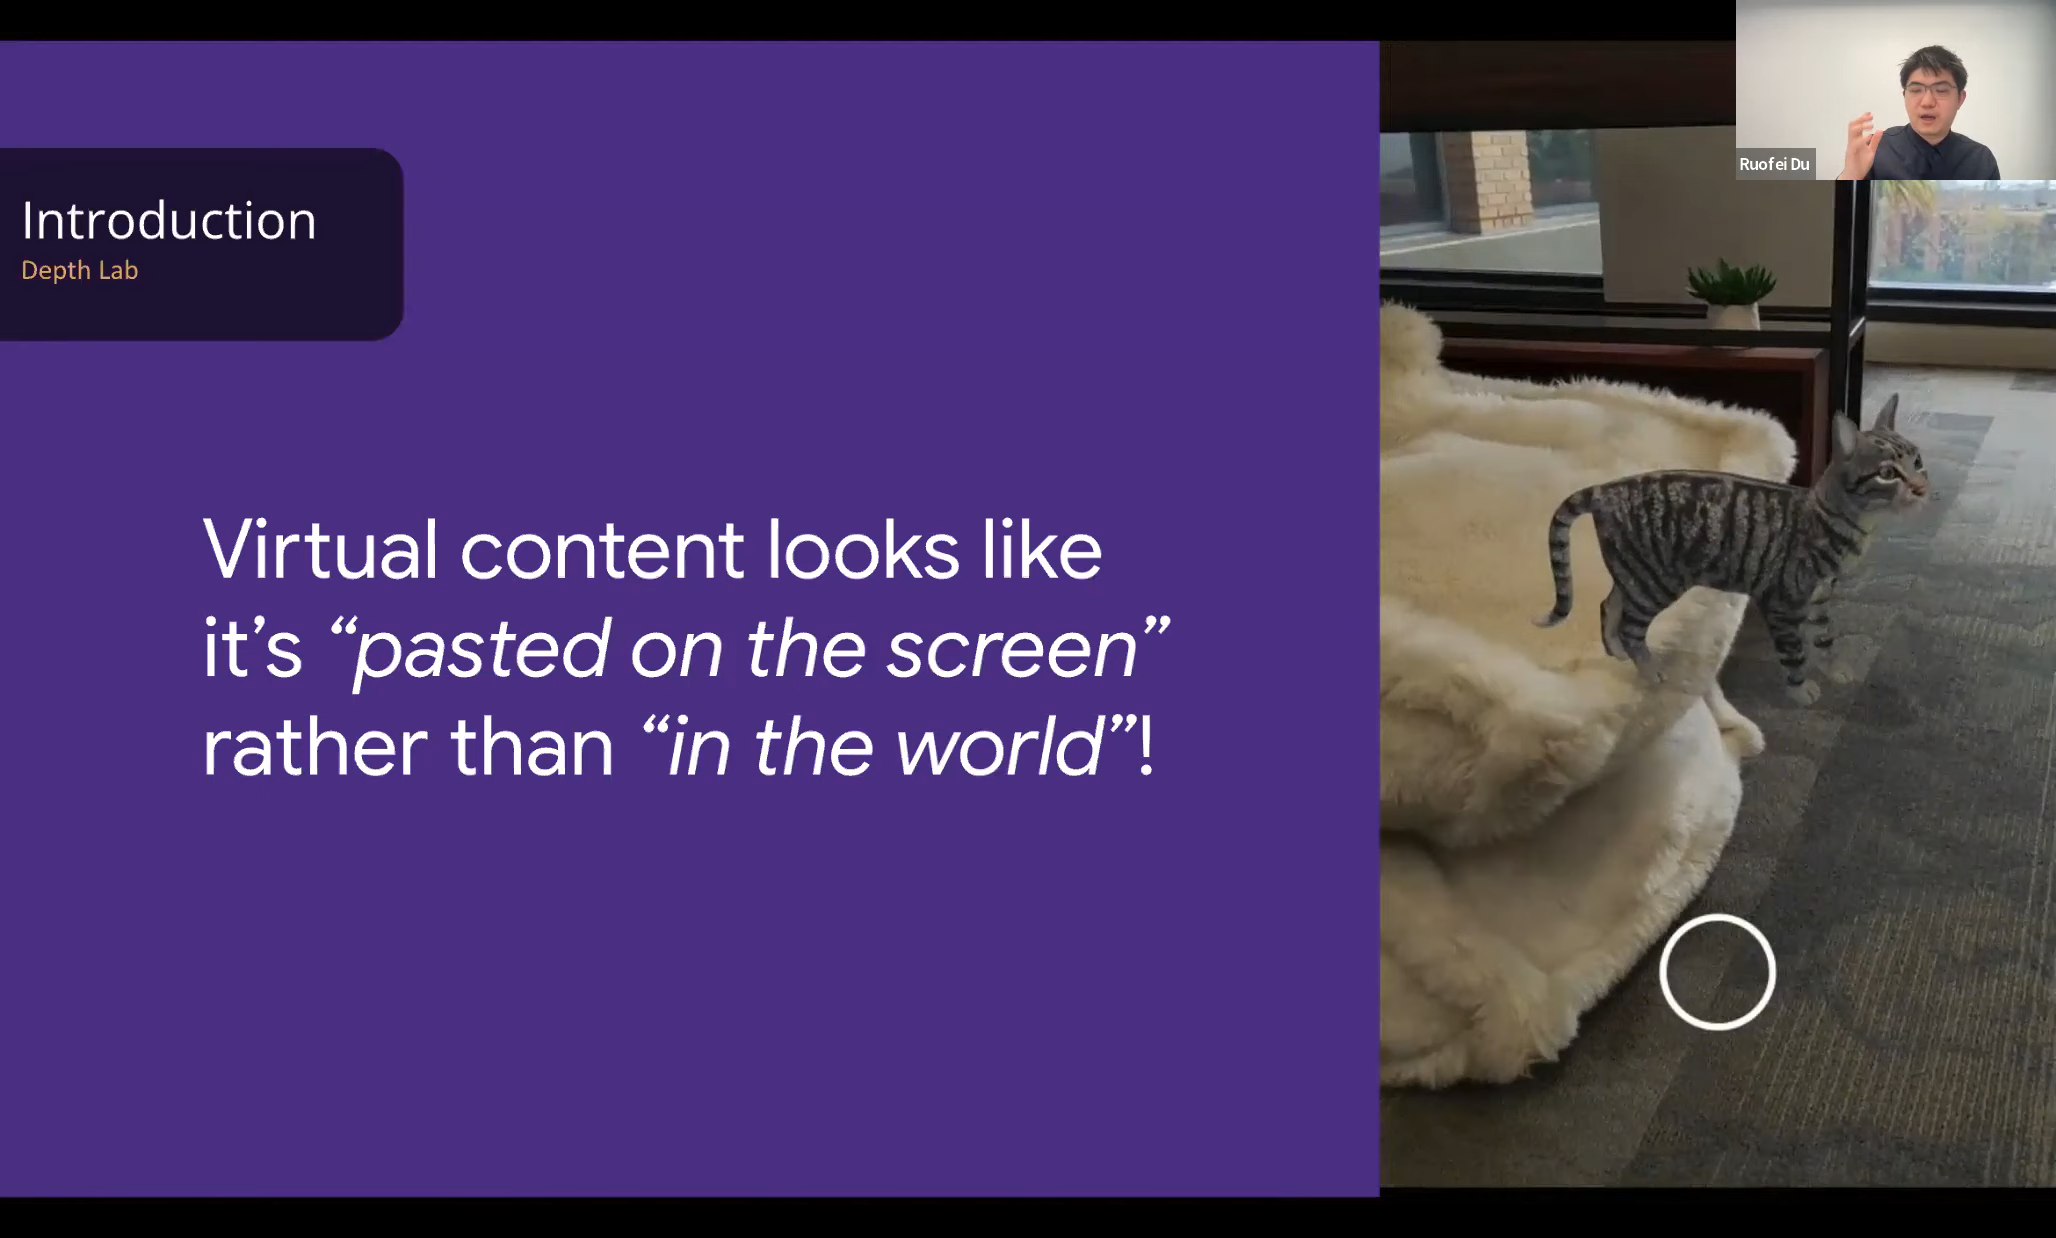 Introduction
Depth Lab
Virtual content looks like
it’s “pasted on the screen”
rather than “in the world”!
Ruofei Du